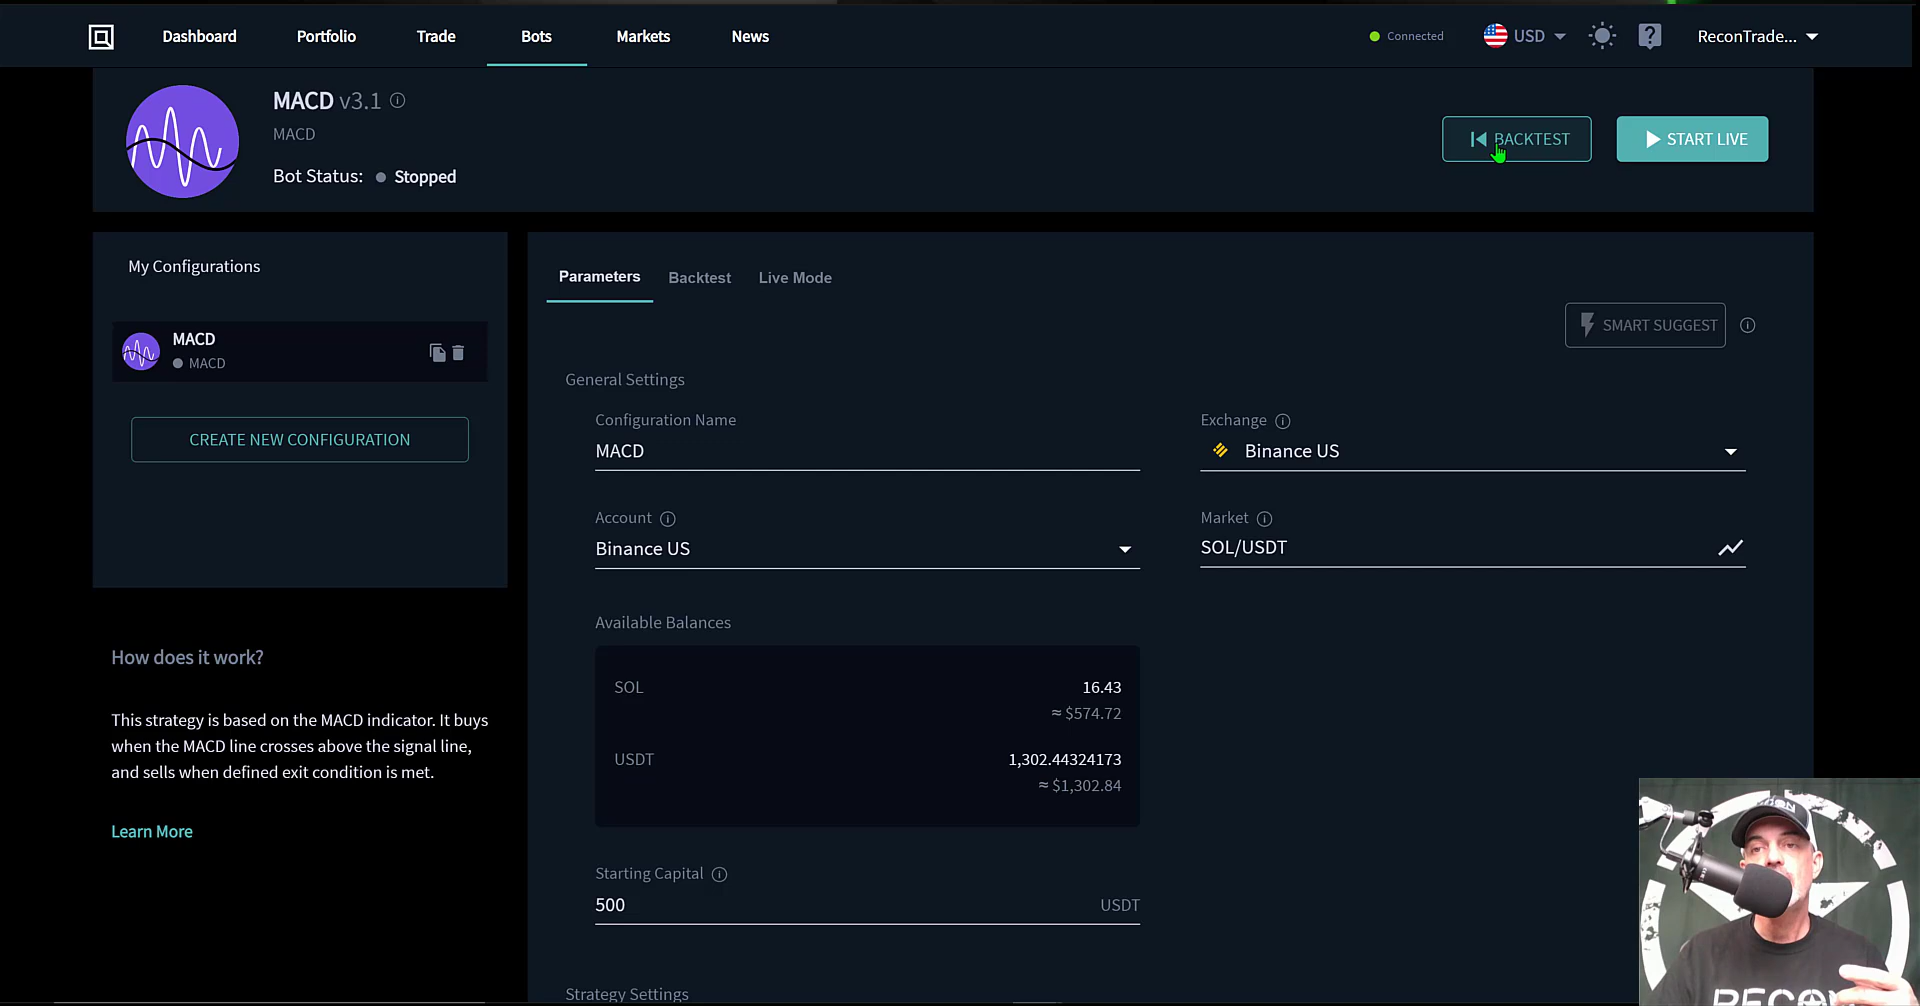 Dashboard Portfolio Trade Bots Markets News Connected USD ReconTrade...
MACD v3.1
MACD
Bot Status: Stopped
BACKTEST START LIVE
My Configurations
MACD
MACD
CREATE NEW CONFIGURATION
How does it work?
This strategy is based on the MACD indicator. It buys
when the MACD line crosses above the signal line,
and sells when defined exit condition is met.
Learn More
Parameters Backtest Live Mode
SMART SUGGEST
General Settings
Configuration Name
MACD
Exchange
Binance US
Account
Binance US
Market
SOL/USDT
Available Balances
SOL 16.43
≈ $574.72
USDT 1,302.44324173
≈ $1,302.84
Starting Capital
500 USDT
Strategy Settings